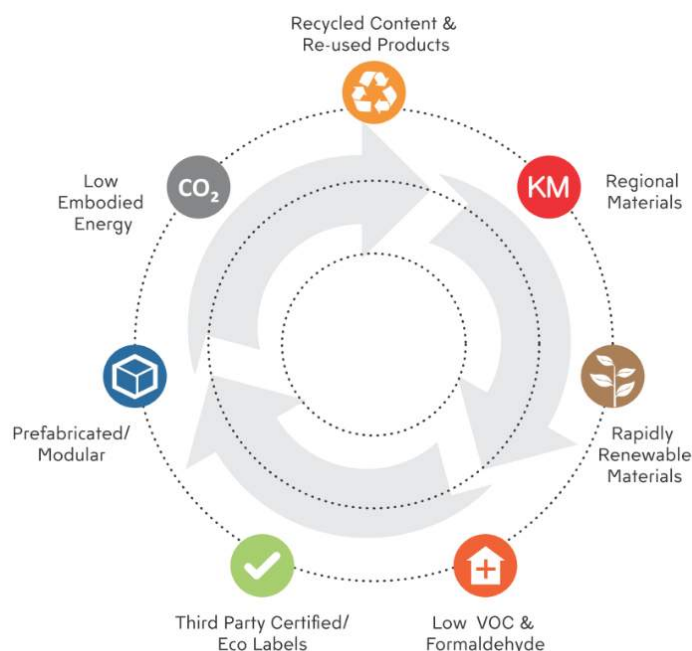 Recycled Content &
Re-used Products
KM
Regional
Materials
Rapidly
Renewable
Materials
Low VOC &
Formaldehyde
Third Party Certified/
Eco Labels
Prefabricated/
Modular
CO₂
Low
Embodied
Energy